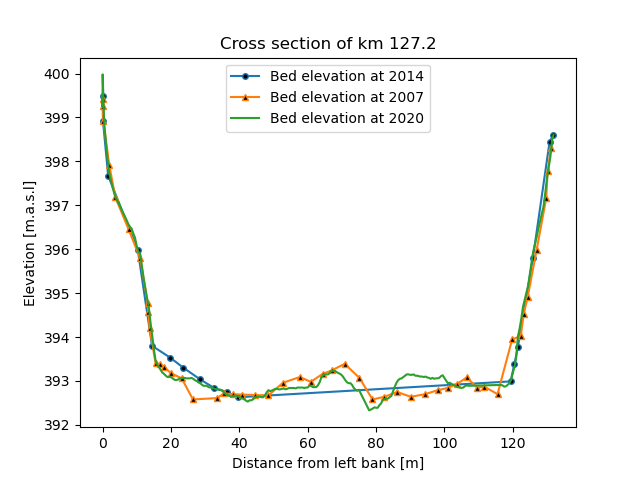 Cross section of km 127.2
Bed elevation at 2014
Bed elevation at 2007
Bed elevation at 2020
Elevation [m.a.s.l]
400
399
398
397
396
395
394
393
392
0 20 40 60 80 100 120
Distance from left bank [m]